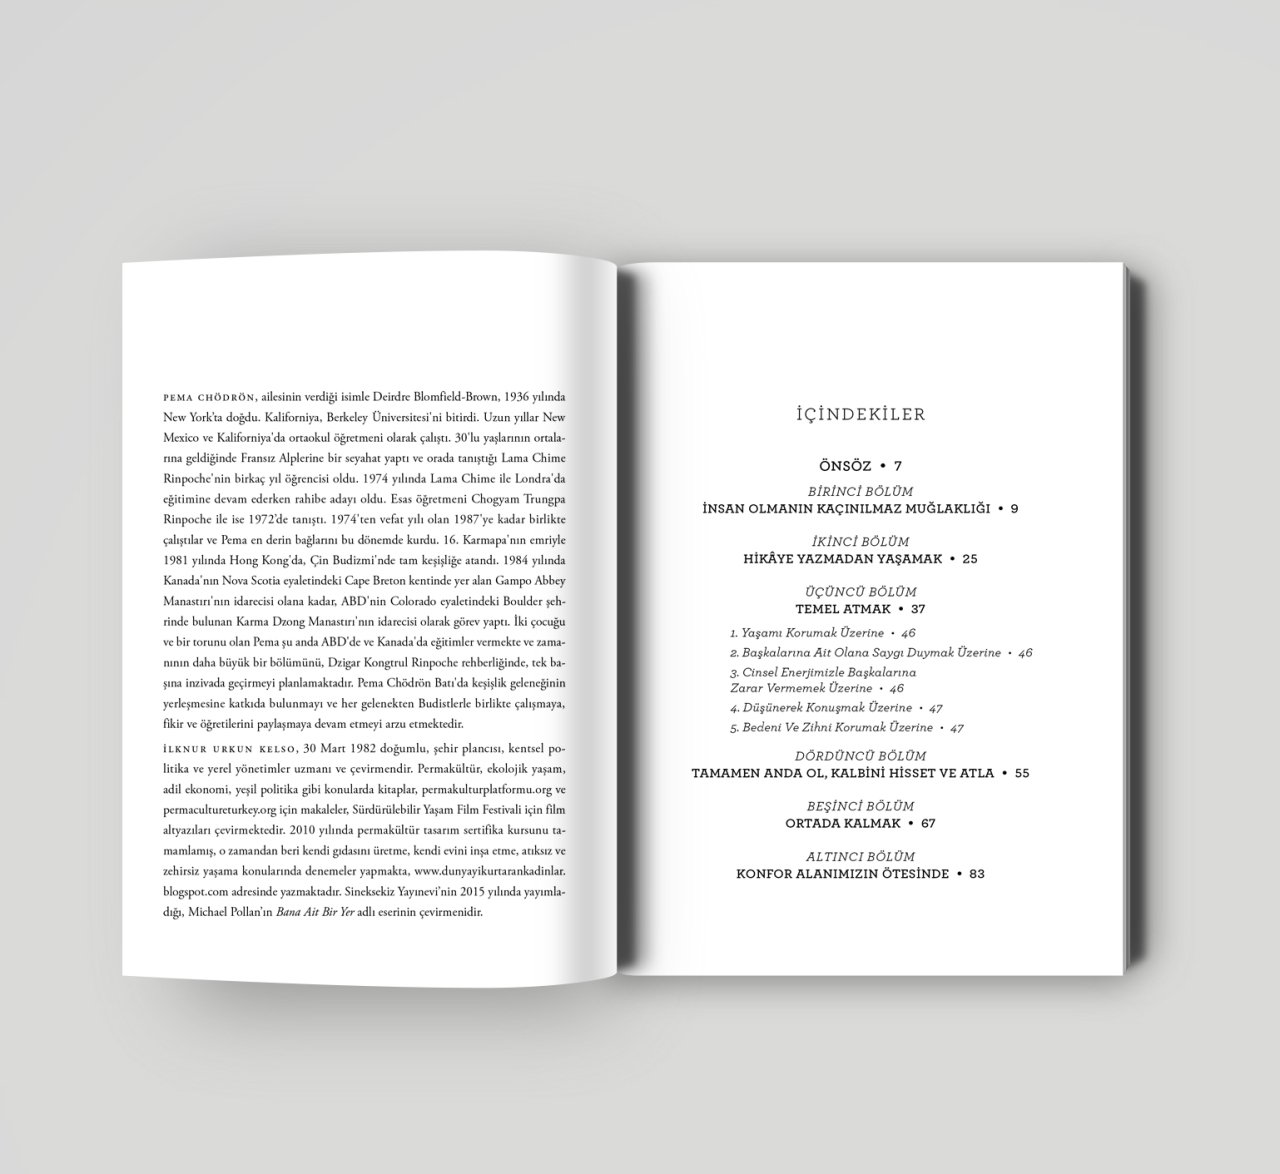 PEMA CHÖDRÖN, ailesinin verdiği isimle Deirdre Blomfield-Brown, 1936 yılında
New York'ta doğdu. Kaliforniya, Berkeley Üniversitesi'ni bitirdi. Uzun yıllar New
Mexico ve Kaliforniya'da ortaokul öğretmeni olarak çalıştı. 30'lu yaşlarının ortala-
rına geldiğinde Fransız Alplerine bir seyahat yaptı ve orada tanıştığı Lama Chime
Rinpoche'nin birkaç yıl öğrencisi oldu. 1974 yılında Lama Chime ile Londra'da
eğitimine devam ederken rahibe adayı oldu. Esas öğretmeni Chogyam Trungpa
Rinpoche ile ise 1972'de tanıştı. 1974'ten vefat yılı olan 1987'ye kadar birlikte
çalıştılar ve Pema en derin bağlarını bu dönemde kurdu. 16. Karmapa'nın emriyle
1981 yılında Hong Kong'da, Çin Budizmi'nde tam keşişliğe atandı. 1984 yılında
Kanada'nın Nova Scotia eyaletindeki Cape Breton kentinde yer alan Gampo Abbey
Manastırı'nın idarecisi olana kadar, ABD'nin Colorado eyaletindeki Boulder şeh-
rinde bulunan Karma Dzong Manastırı'nın idarecisi olarak görev yaptı. İki çocuğu
ve bir torunu olan Pema şu anda ABD'de ve Kanada'da eğitimler vermekte ve zama-
nının daha büyük bir bölümünü, Dzigar Kongtrul Rinpoche rehberliğinde, tek ba-
şına inzivada geçirmeyi planlamaktadır. Pema Chödrön Batı'da keşişlik geleneğinin
yerleşmesine katkıda bulunmayı ve her gelenekten Budistlerle birlikte çalışmaya,
fikir ve öğretilerini paylaşmaya devam etmeyi arzu etmektedir.
İLKNUR URKUN KELSO, 30 Mart 1982 doğumlu, şehir plancısı, kentsel po-
litika ve yerel yönetimler uzmanı ve çevirmendir. Permakültür, ekolojik yaşam,
adil ekonomi, yeşil politika gibi konularda kitaplar, permakulturplatformu.org ve
permacultureturkey.org için makaleler, Sürdürülebilir Yaşam Film Festivali için film
altyazıları çevirmektedir. 2010 yılında permakültür tasarım sertifika kursunu ta-
mamlamış, o zamandan beri kendi gıdasını üretme, kendi evini inşa etme, atıksız ve
zehirsiz yaşama konularında denemeler yapmakta, www.dunyayikurtarankadinlar.
blogspot.com adresinde yazmaktadır. Sineksekiz Yayınevi'nin 2015 yılında yayımla-
dığı, Michael Pollan'ın Bana Ait Bir Yer adlı eserinin çevirmenidir.
İÇİNDEKİLER
ÖNSÖZ • 7
BİRİNCİ BÖLÜM
İNSAN OLMANIN KAÇINILMAZ MUĞLAKLIĞI • 9
İKİNCİ BÖLÜM
HİKÂYE YAZMADAN YAŞAMAK • 25
ÜÇÜNCÜ BÖLÜM
TEMEL ATMAK • 37
1. Yaşamı Korumak Üzerine • 46
2. Başkalarına Ait Olana Saygı Duymak Üzerine • 46
3. Cinsel Enerjimizle Başkalarına
Zarar Vermemek Üzerine • 46
4. Düşünerek Konuşmak Üzerine • 47
5. Bedeni Ve Zihni Korumak Üzerine • 47
DÖRDÜNCÜ BÖLÜM
TAMAMEN ANDA OL, KALBİNİ HİSSET VE ATLA • 55
BEŞİNCİ BÖLÜM
ORTADA KALMAK • 67
ALTINCI BÖLÜM
KONFOR ALANIMIZIN ÖTESİNDE • 83